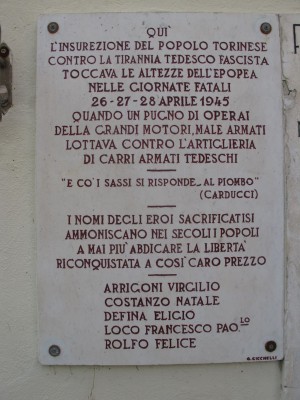 QUI'
L'INSUREZIONE DEL POPOLO TORINESE
CONTRO LA TIRANNIA TEDESCO FASCISTA
TOCCAVA LE ALTEZZE DELL'EPOPEA
NELLE GIORNATE FATALI
26-27-28 APRILE 1945
QUANDO UN PUGNO DI OPERAI
DELLA GRANDI MOTORI, MALE ARMATI
LOTTAVA CONTRO L'ARTIGLIERIA
DI CARRI ARMATI TEDESCHI
"E CO' I SASSI SI RISPONDE... AL PIOMBO"
(CARDUCCI)
I NOMI DEGLI EROI SACRIFICATISI
AMMONISCANO NEI SECOLI I POPOLI
A MAI PIU' ABDICARE LA LIBERTA'
RICONQUISTATA A COSI' CARO PREZZO
ARRIGONI VIRGILIO
COSTANZO NATALE
DEFINA ELIGIO
LOCO FRANCESCO PAO.LO
ROLFO FELICE